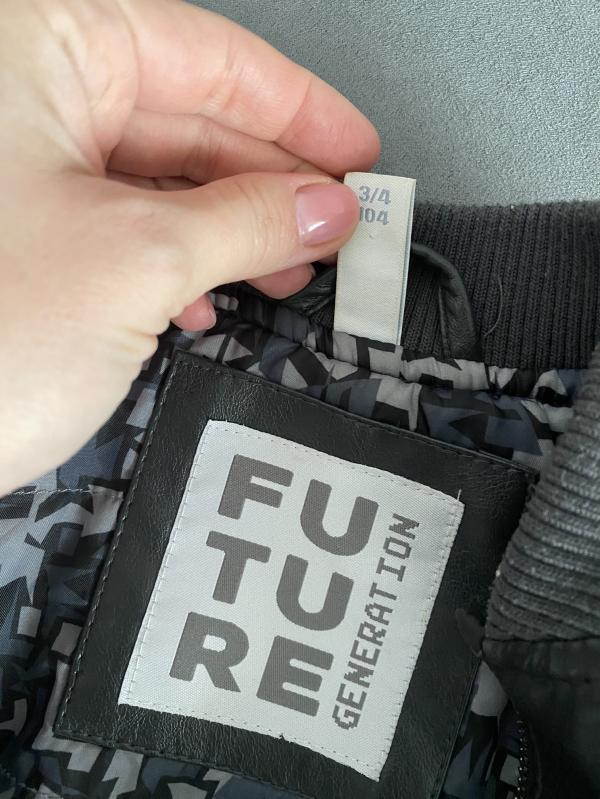 3/4
104
FU
TU
RE
GENERATION